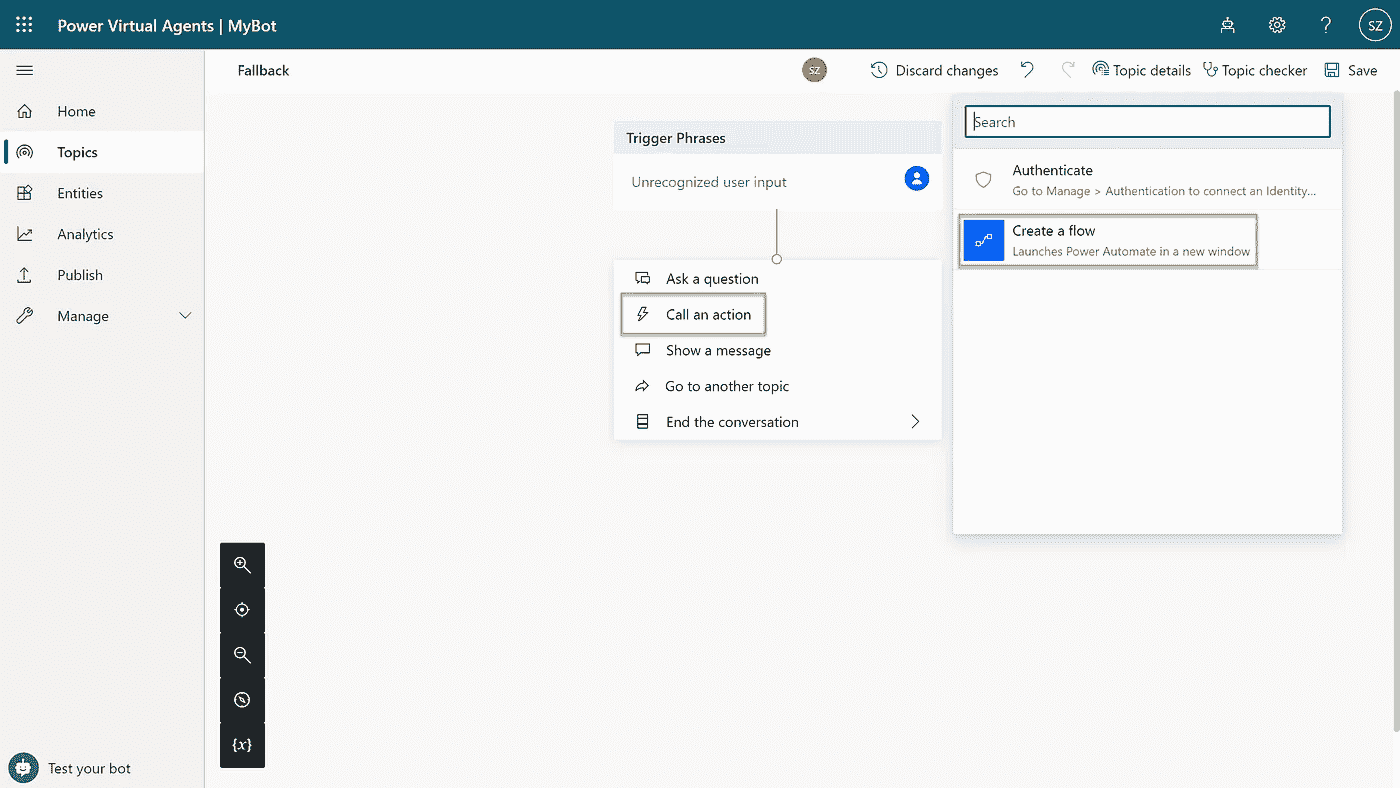 Power Virtual Agents | MyBot
SZ
Fallback
SZ
Discard changes
Topic details
Topic checker
Save
Home
Topics
Entities
Analytics
Publish
Manage
Test your bot
Trigger Phrases
Unrecognized user input
Ask a question
Call an action
Show a message
Go to another topic
End the conversation
Search
Authenticate
Go to Manage > Authentication to connect an Identity...
Create a flow
Launches Power Automate in a new window
{x}